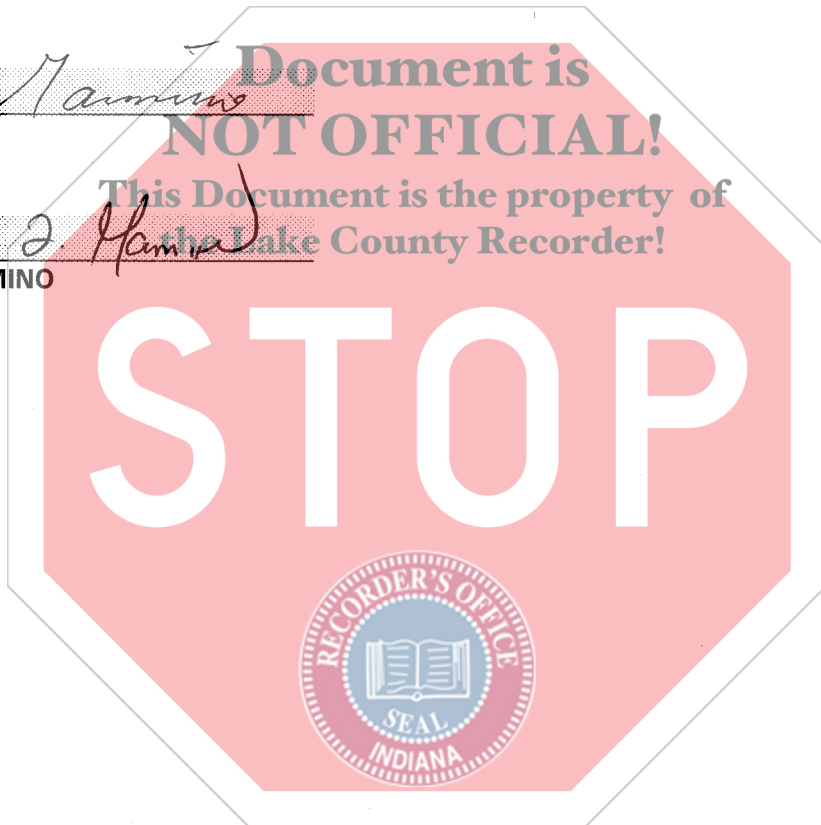 Document is
NOT OFFICIAL!
This Document is the property of
the Lake County Recorder!
MINO
STOP
RECORDER'S OFFICE
SEAL
INDIANA